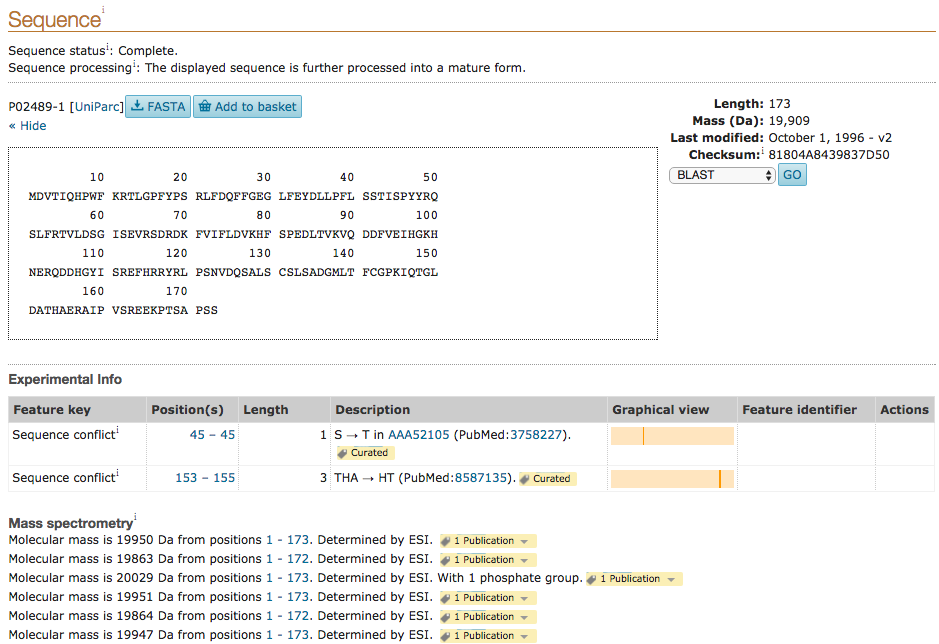 Sequence i
Sequence status i: Complete.
Sequence processing i: The displayed sequence is further processed into a mature form.
P02489-1 [UniParc] FASTA Add to basket
« Hide
Length: 173
Mass (Da): 19,909
Last modified: October 1, 1996 - v2
Checksum: i 81804A8439837D50
BLAST GO
10 20 30 40 50
MDVTIQHPWF KRTLGPFYPS RLFDQFFGEG LFEYDLLPFL SSTISPYYRQ
60 70 80 90 100
SLFRTVLDSG ISEVRSDRDK FVIFLDVKHF SPEDLTVKVQ DDFVEIHGKH
110 120 130 140 150
NERQDDHGYI SREFHRRYRL PSNVDQSALS CSLSADGMLT FCGPKIQTGL
160 170
DATHAERAIP VSREEKPTSA PSS
Experimental Info
Feature key Position(s) Length Description Graphical view Feature identifier Actions
Sequence conflict i 45 – 45 1 S → T in AAA52105 (PubMed:3758227).
Curated
Sequence conflict i 153 – 155 3 THA → HT (PubMed:8587135). Curated
Mass spectrometry i
Molecular mass is 19950 Da from positions 1 - 173. Determined by ESI. 1 Publication
Molecular mass is 19863 Da from positions 1 - 172. Determined by ESI. 1 Publication
Molecular mass is 20029 Da from positions 1 - 173. Determined by ESI. With 1 phosphate group. 1 Publication
Molecular mass is 19951 Da from positions 1 - 173. Determined by ESI. 1 Publication
Molecular mass is 19864 Da from positions 1 - 172. Determined by ESI. 1 Publication
Molecular mass is 19947 Da from positions 1 - 173. Determined by ESI. 1 Publication